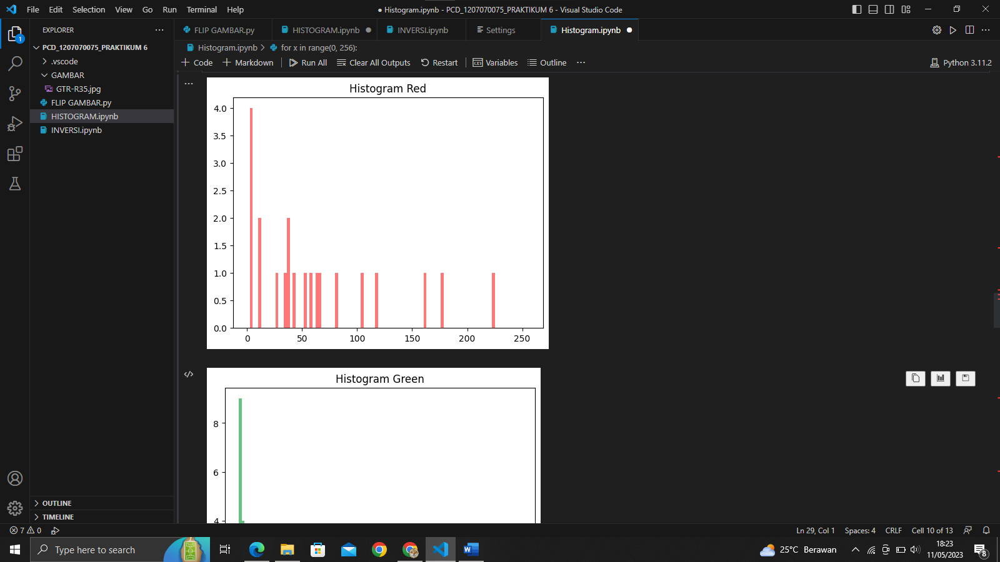 File Edit Selection View Go Run Terminal Help
● Histogram.ipynb - PCD_1207070075_PRAKTIKUM 6 - Visual Studio Code
EXPLORER
PCD_1207070075_PRAKTIKUM 6
.vscode
GAMBAR
GTR-R35.jpg
FLIP GAMBAR.py
HISTOGRAM.ipynb
INVERSI.ipynb
OUTLINE
TIMELINE
FLIP GAMBAR.py HISTOGRAM.ipynb INVERSI.ipynb Settings Histogram.ipynb
Histogram.ipynb > for x in range(0, 256):
Code Markdown Run All Clear All Outputs Restart Variables Outline Python 3.11.2
Histogram Red
4.0
3.5
3.0
2.5
2.0
1.5
1.0
0.5
0.0
0 50 100 150 200 250
Histogram Green
8
6
4
1
7 0
Ln 29, Col 1 Spaces: 4 CRLF Cell 10 of 13
Type here to search
25°C Berawan
18:23
11/05/2023
8